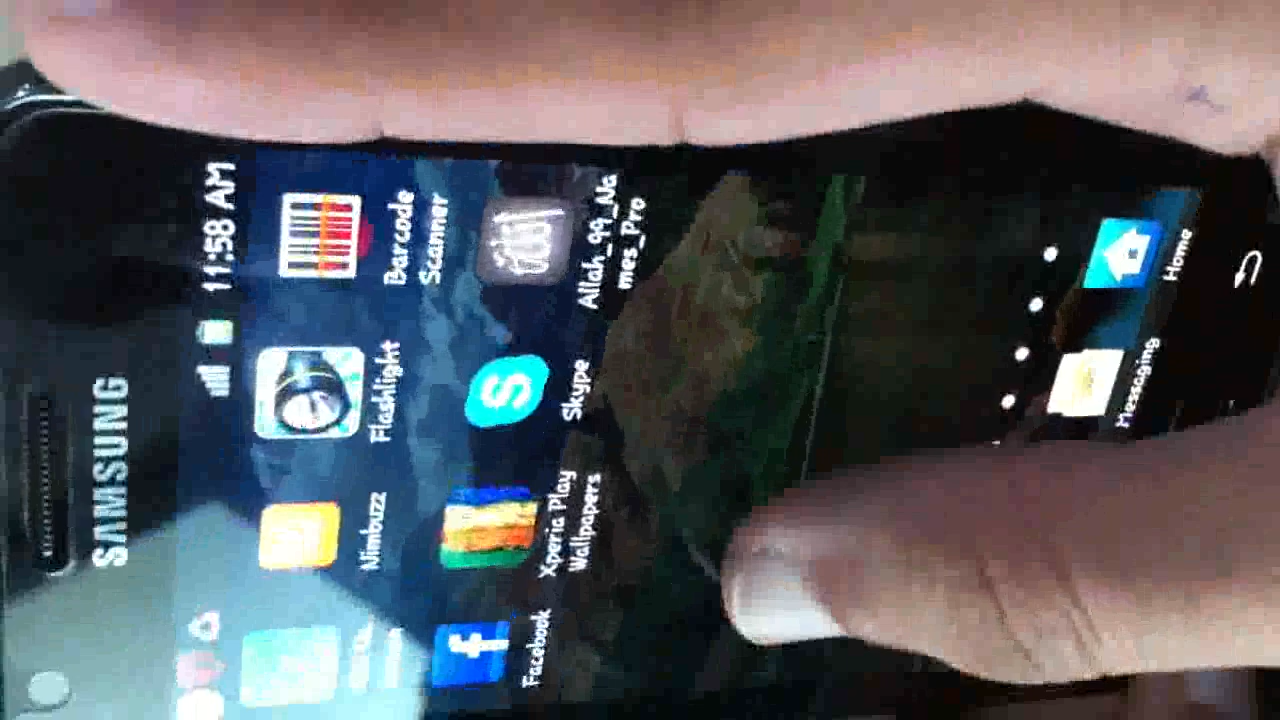 SAMSUNG
11:58 AM
Nimbuzz
Flashlight
Barcode
Scanner
Facebook
Xperia Play
Wallpapers
Skype
Allah_99_Na
mes_Pro
Messaging
Home